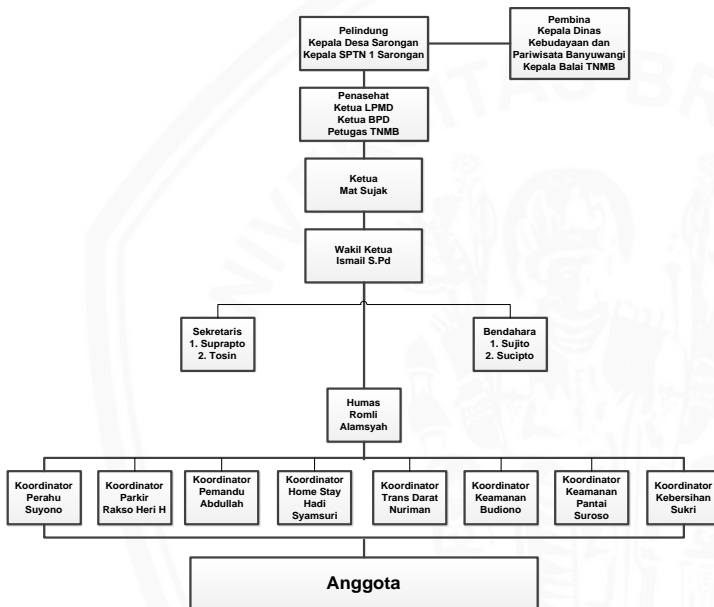 Pelindung
Kepala Desa Sarongan
Kepala SPTN 1 Sarongan
Pembina
Kepala Dinas
Kebudayaan dan
Pariwisata Banyuwangi
Kepala Balai TNMB
Penasehat
Ketua LPMD
Ketua BPD
Petugas TNMB
Ketua
Mat Sujak
Wakil Ketua
Ismail S.Pd
Sekretaris
1. Suprapto
2. Tosin
Bendahara
1. Sujito
2. Sucipto
Humas
Romli
Alamsyah
Koordinator
Perahu
Suyono
Koordinator
Parkir
Rakso Heri H
Koordinator
Pemandu
Abdullah
Koordinator
Home Stay
Hadi
Syamsuri
Koordinator
Trans Darat
Nuriman
Koordinator
Keamanan
Budiono
Koordinator
Keamanan
Pantai
Suroso
Koordinator
Kebersihan
Sukri
Anggota